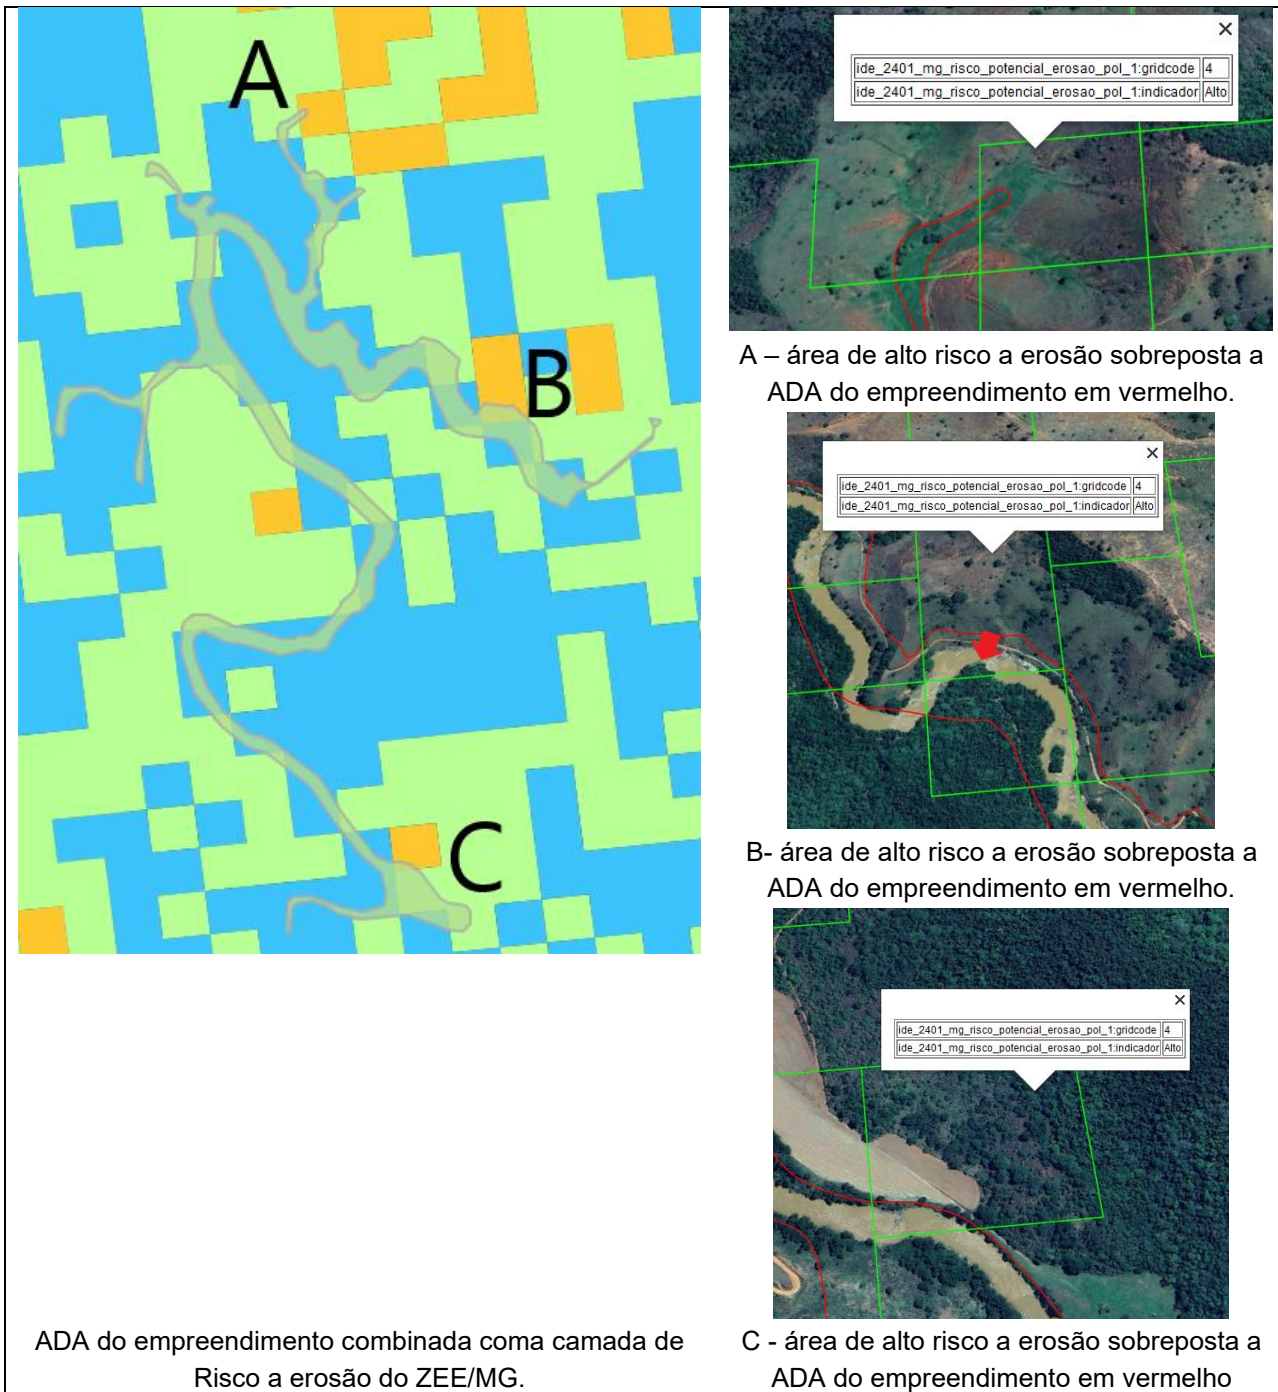 A
B
C
ADA do empreendimento combinada coma camada de
Risco a erosão do ZEE/MG.
×
ide_2401_mg_risco_potencial_erosao_pol_1:gridcode 4
ide_2401_mg_risco_potencial_erosao_pol_1:indicador Alto
A – área de alto risco a erosão sobreposta a
ADA do empreendimento em vermelho.
×
ide_2401_mg_risco_potencial_erosao_pol_1:gridcode 4
ide_2401_mg_risco_potencial_erosao_pol_1:indicador Alto
B- área de alto risco a erosão sobreposta a
ADA do empreendimento em vermelho.
×
ide_2401_mg_risco_potencial_erosao_pol_1:gridcode 4
ide_2401_mg_risco_potencial_erosao_pol_1:indicador Alto
C - área de alto risco a erosão sobreposta a
ADA do empreendimento em vermelho